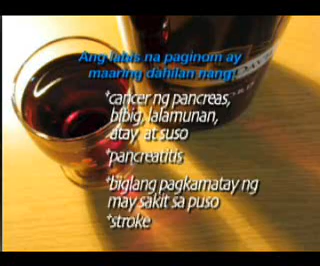 Ang labis na paginom ay
maaring dahilan nang:
*cancer ng pancreas,
bibig, lalamunan,
atay at suso
*pancreatitis
*biglang pagkamatay ng
may sakit sa puso
*stroke